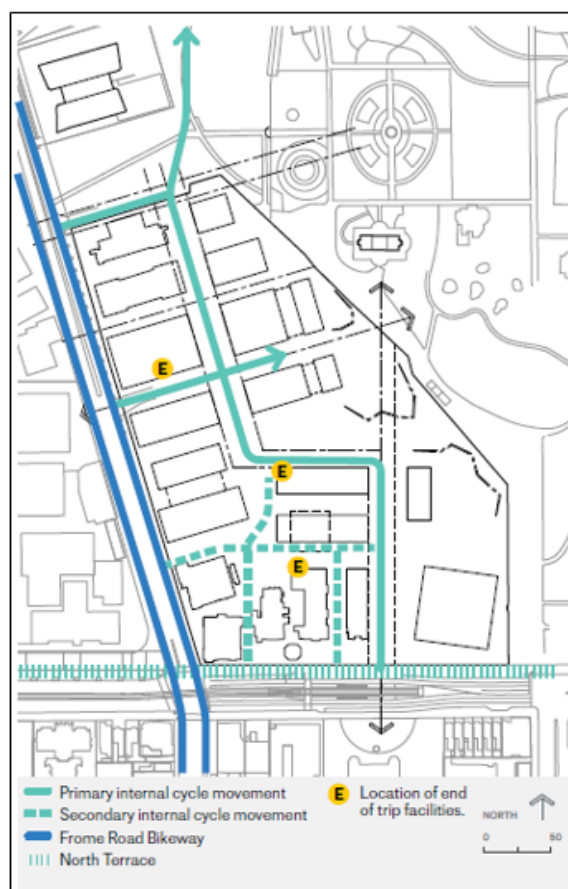 E
E
E
Primary internal cycle movement
Secondary internal cycle movement
Frome Road Bikeway
North Terrace
E Location of end
of trip facilities.
NORTH
0 50